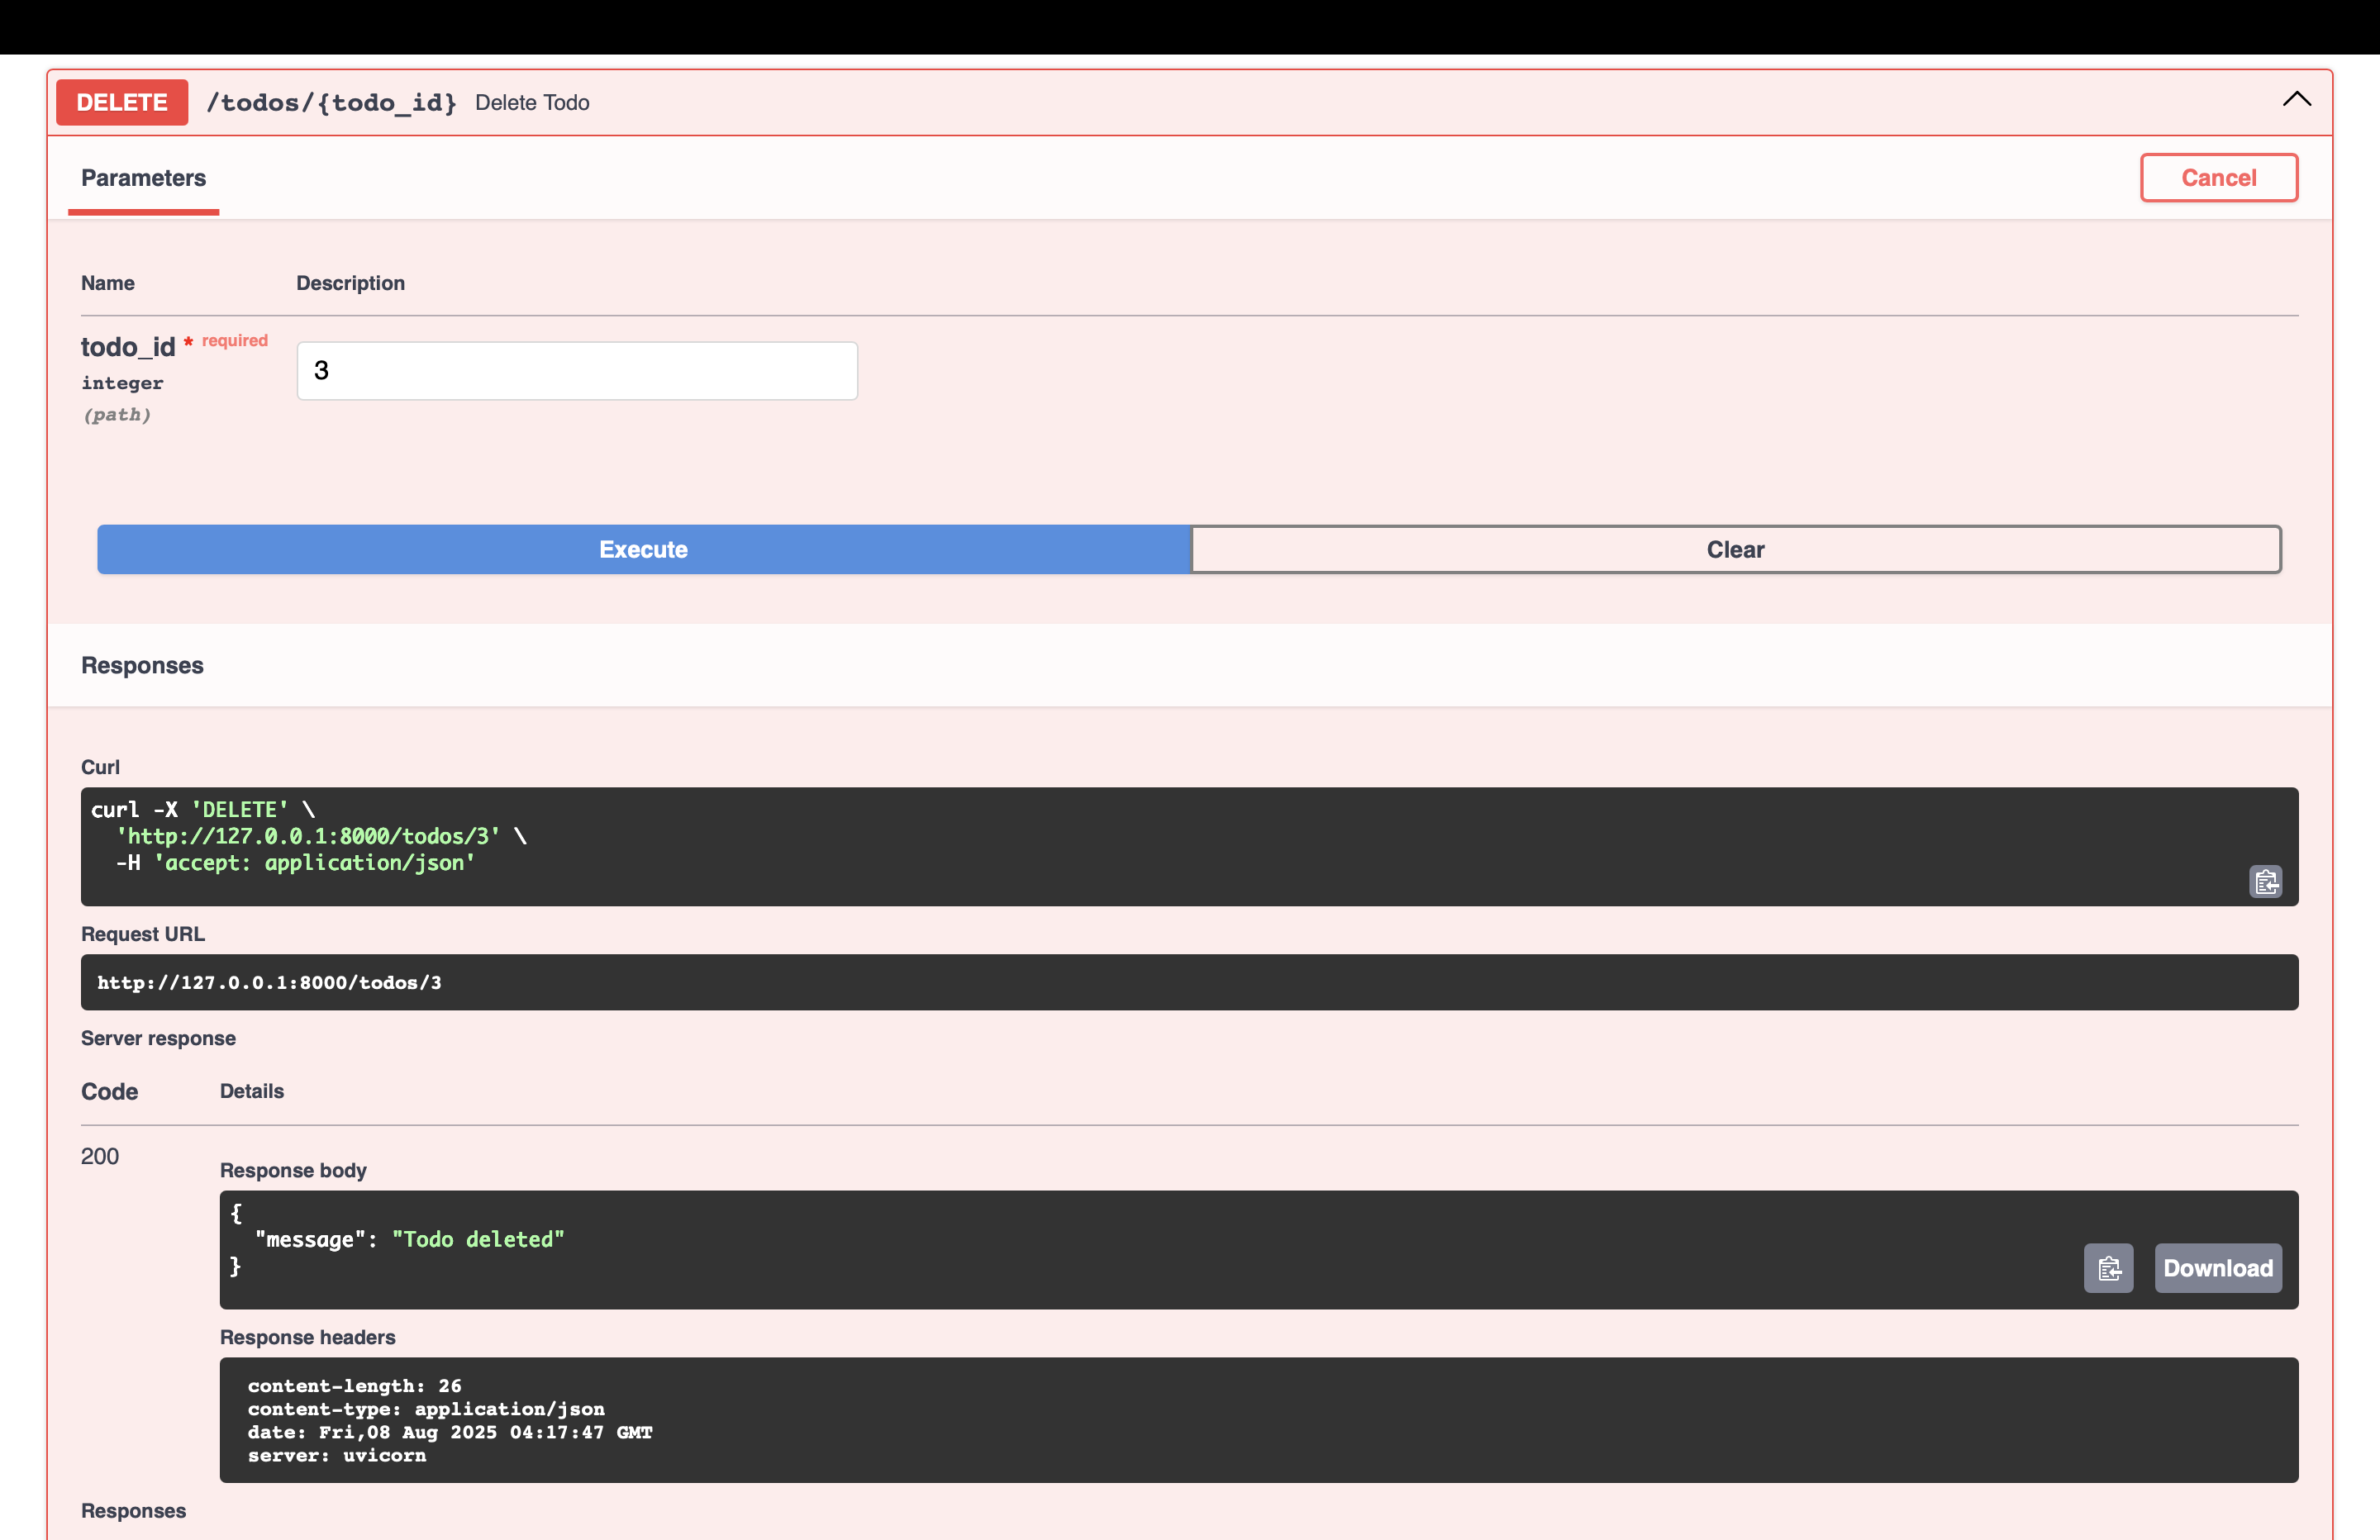 DELETE /todos/{todo_id} Delete Todo
Parameters
Cancel
Name Description
todo_id * required
integer
(path)
3
Execute Clear
Responses
Curl
curl -X 'DELETE' \
  'http://127.0.0.1:8000/todos/3' \
  -H 'accept: application/json'
Request URL
http://127.0.0.1:8000/todos/3
Server response
Code Details
200
Response body
{
  "message": "Todo deleted"
}
Download
Response headers
content-length: 26
content-type: application/json
date: Fri,08 Aug 2025 04:17:47 GMT
server: uvicorn
Responses